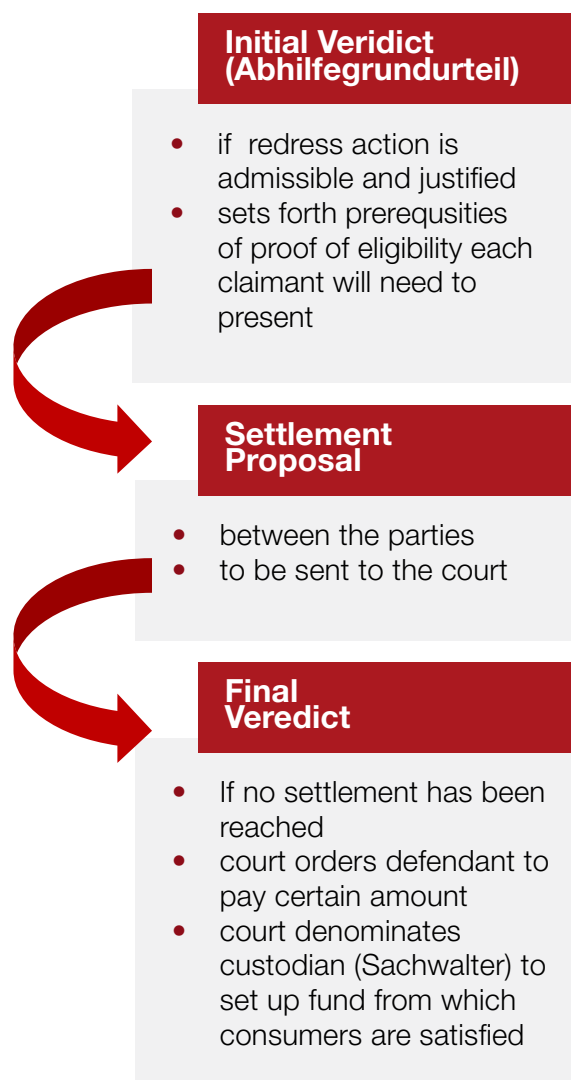 Initial Veridict
(Abhilfegrundurteil)
• if redress action is
admissible and justified
• sets forth prerequsities
of proof of eligibility each
claimant will need to
present
Settlement
Proposal
• between the parties
• to be sent to the court
Final
Veredict
• If no settlement has been
reached
• court orders defendant to
pay certain amount
• court denominates
custodian (Sachwalter) to
set up fund from which
consumers are satisfied